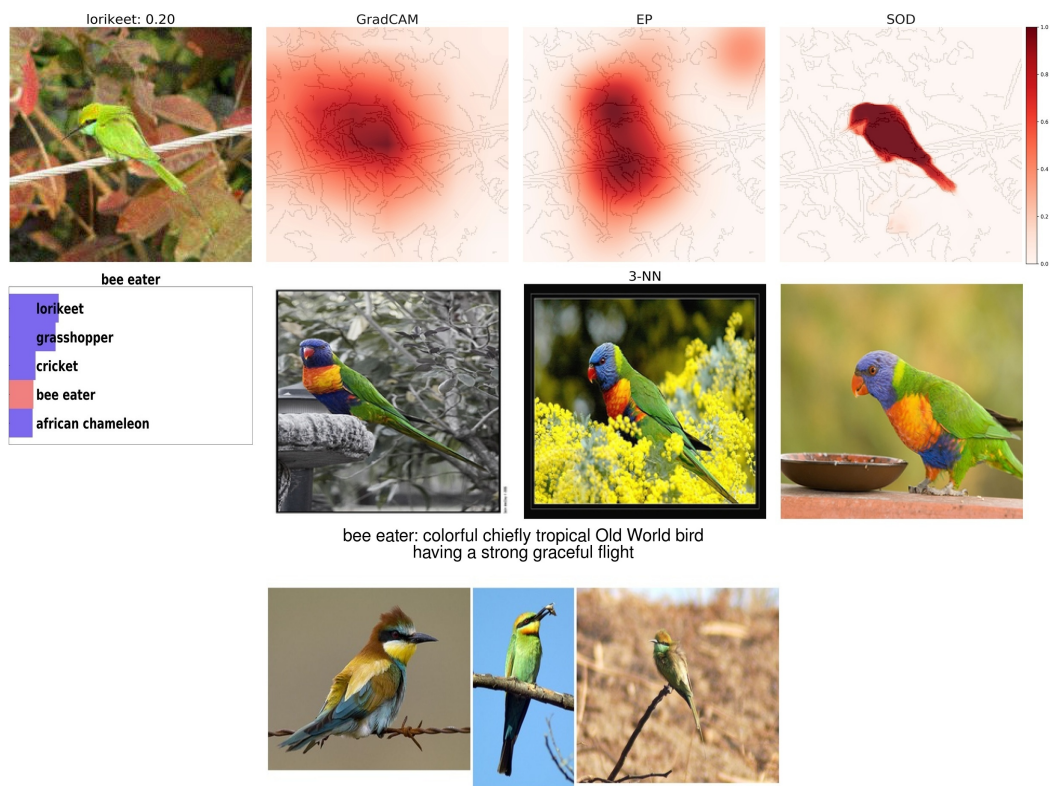 lorikeet: 0.20
GradCAM
EP
SOD
1.0
0.8
0.6
0.4
0.2
0.0
bee eater
lorikeet
grasshopper
cricket
bee eater
african chameleon
3-NN
bee eater: colorful chiefly tropical Old World bird
having a strong graceful flight